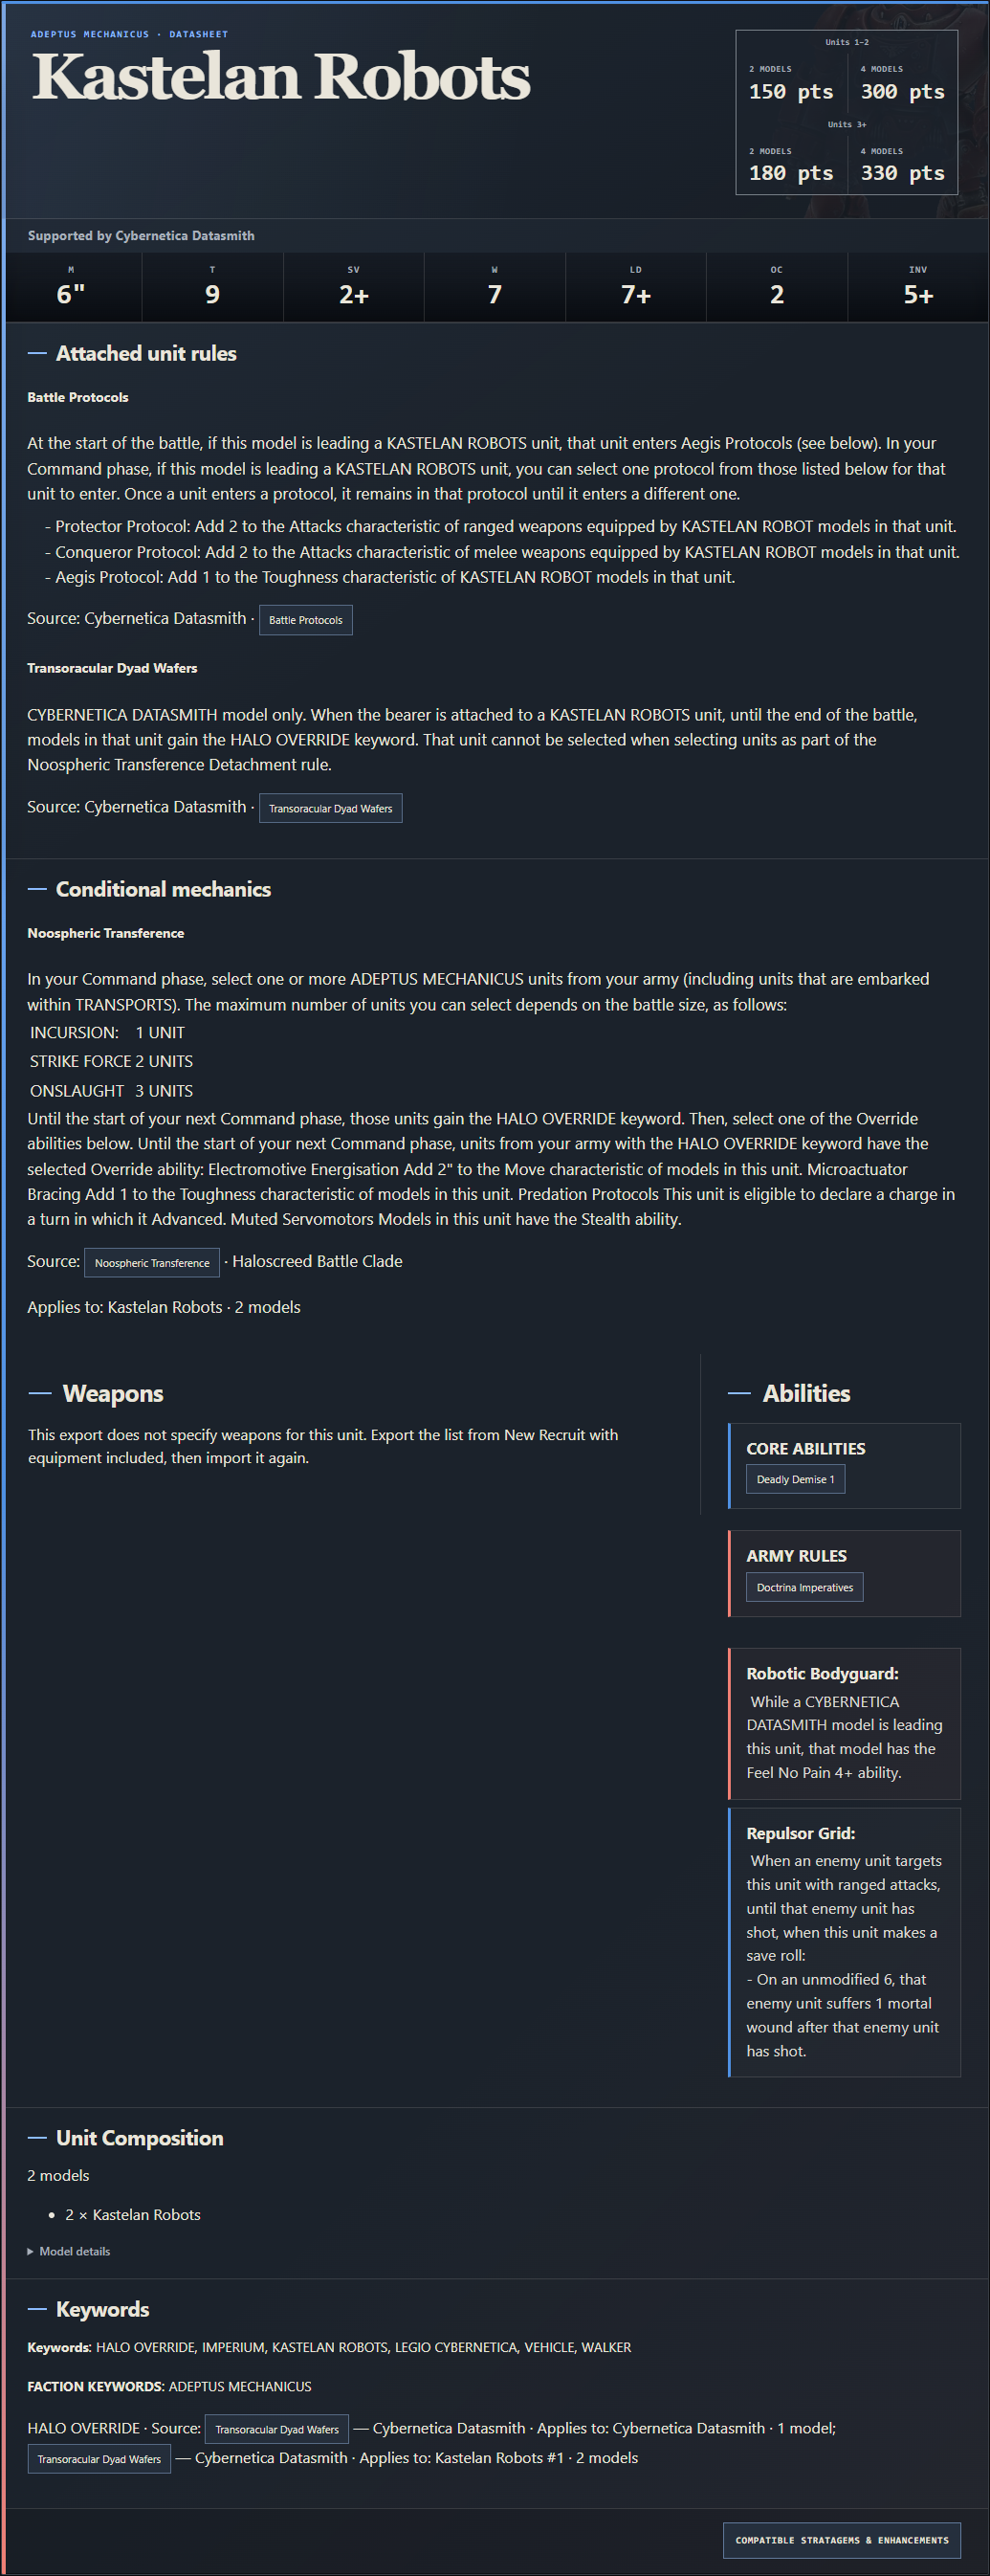 ADEPTUS MECHANICUS · DATASHEET
Kastelan Robots
Units 1-2
2 MODELS
150 pts
4 MODELS
300 pts
Units 3+
2 MODELS
180 pts
4 MODELS
330 pts
Supported by Cybernetica Datasmith
M
6"
T
9
SV
2+
W
7
LD
7+
OC
2
INV
5+
Attached unit rules
Battle Protocols
At the start of the battle, if this model is leading a KASTELAN ROBOTS unit, that unit enters Aegis Protocols (see below). In your
Command phase, if this model is leading a KASTELAN ROBOTS unit, you can select one protocol from those listed below for that
unit to enter. Once a unit enters a protocol, it remains in that protocol until it enters a different one.
- Protector Protocol: Add 2 to the Attacks characteristic of ranged weapons equipped by KASTELAN ROBOT models in that unit.
- Conqueror Protocol: Add 2 to the Attacks characteristic of melee weapons equipped by KASTELAN ROBOT models in that unit.
- Aegis Protocol: Add 1 to the Toughness characteristic of KASTELAN ROBOT models in that unit.
Source: Cybernetica Datasmith · Battle Protocols
Transoracular Dyad Wafers
CYBERNETICA DATASMITH model only. When the bearer is attached to a KASTELAN ROBOTS unit, until the end of the battle,
models in that unit gain the HALO OVERRIDE keyword. That unit cannot be selected when selecting units as part of the
Noospheric Transference Detachment rule.
Source: Cybernetica Datasmith · Transoracular Dyad Wafers
Conditional mechanics
Noospheric Transference
In your Command phase, select one or more ADEPTUS MECHANICUS units from your army (including units that are embarked
within TRANSPORTS). The maximum number of units you can select depends on the battle size, as follows:
INCURSION: 1 UNIT
STRIKE FORCE 2 UNITS
ONSLAUGHT 3 UNITS
Until the start of your next Command phase, those units gain the HALO OVERRIDE keyword. Then, select one of the Override
abilities below. Until the start of your next Command phase, units from your army with the HALO OVERRIDE keyword have the
selected Override ability: Electromotive Energisation Add 2" to the Move characteristic of models in this unit. Microactuator
Bracing Add 1 to the Toughness characteristic of models in this unit. Predation Protocols This unit is eligible to declare a charge in
a turn in which it Advanced. Muted Servomotors Models in this unit have the Stealth ability.
Source: Noospheric Transference · Haloscreed Battle Clade
Applies to: Kastelan Robots · 2 models
Weapons
This export does not specify weapons for this unit. Export the list from New Recruit with
equipment included, then import it again.
Abilities
CORE ABILITIES
Deadly Demise 1
ARMY RULES
Doctrina Imperatives
Robotic Bodyguard:
While a CYBERNETICA
DATASMITH model is leading
this unit, that model has the
Feel No Pain 4+ ability.
Repulsor Grid:
When an enemy unit targets
this unit with ranged attacks,
until that enemy unit has
shot, when this unit makes a
save roll:
- On an unmodified 6, that
enemy unit suffers 1 mortal
wound after that enemy unit
has shot.
Unit Composition
2 models
• 2 × Kastelan Robots
▶ Model details
Keywords
Keywords: HALO OVERRIDE, IMPERIUM, KASTELAN ROBOTS, LEGIO CYBERNETICA, VEHICLE, WALKER
FACTION KEYWORDS: ADEPTUS MECHANICUS
HALO OVERRIDE · Source: Transoracular Dyad Wafers — Cybernetica Datasmith · Applies to: Cybernetica Datasmith · 1 model;
Transoracular Dyad Wafers — Cybernetica Datasmith · Applies to: Kastelan Robots #1 · 2 models
COMPATIBLE STRATAGEMS & ENHANCEMENTS